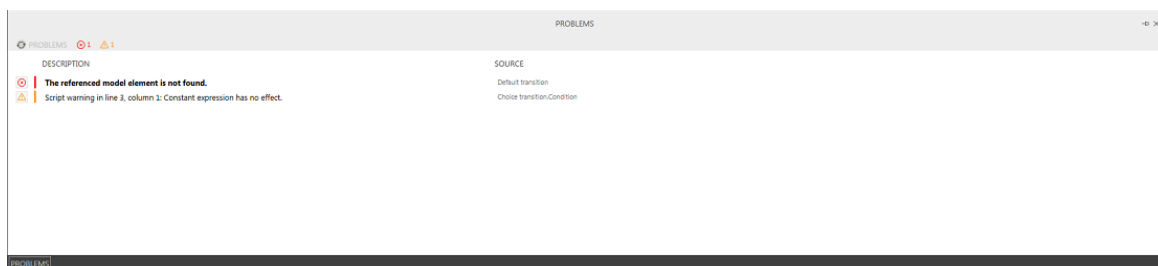 PROBLEMS
PROBLEMS 1 1
DESCRIPTION SOURCE
The referenced model element is not found. Default transition
Script warning in line 3, column 1: Constant expression has no effect. Choice transition.Condition
PROBLEMS